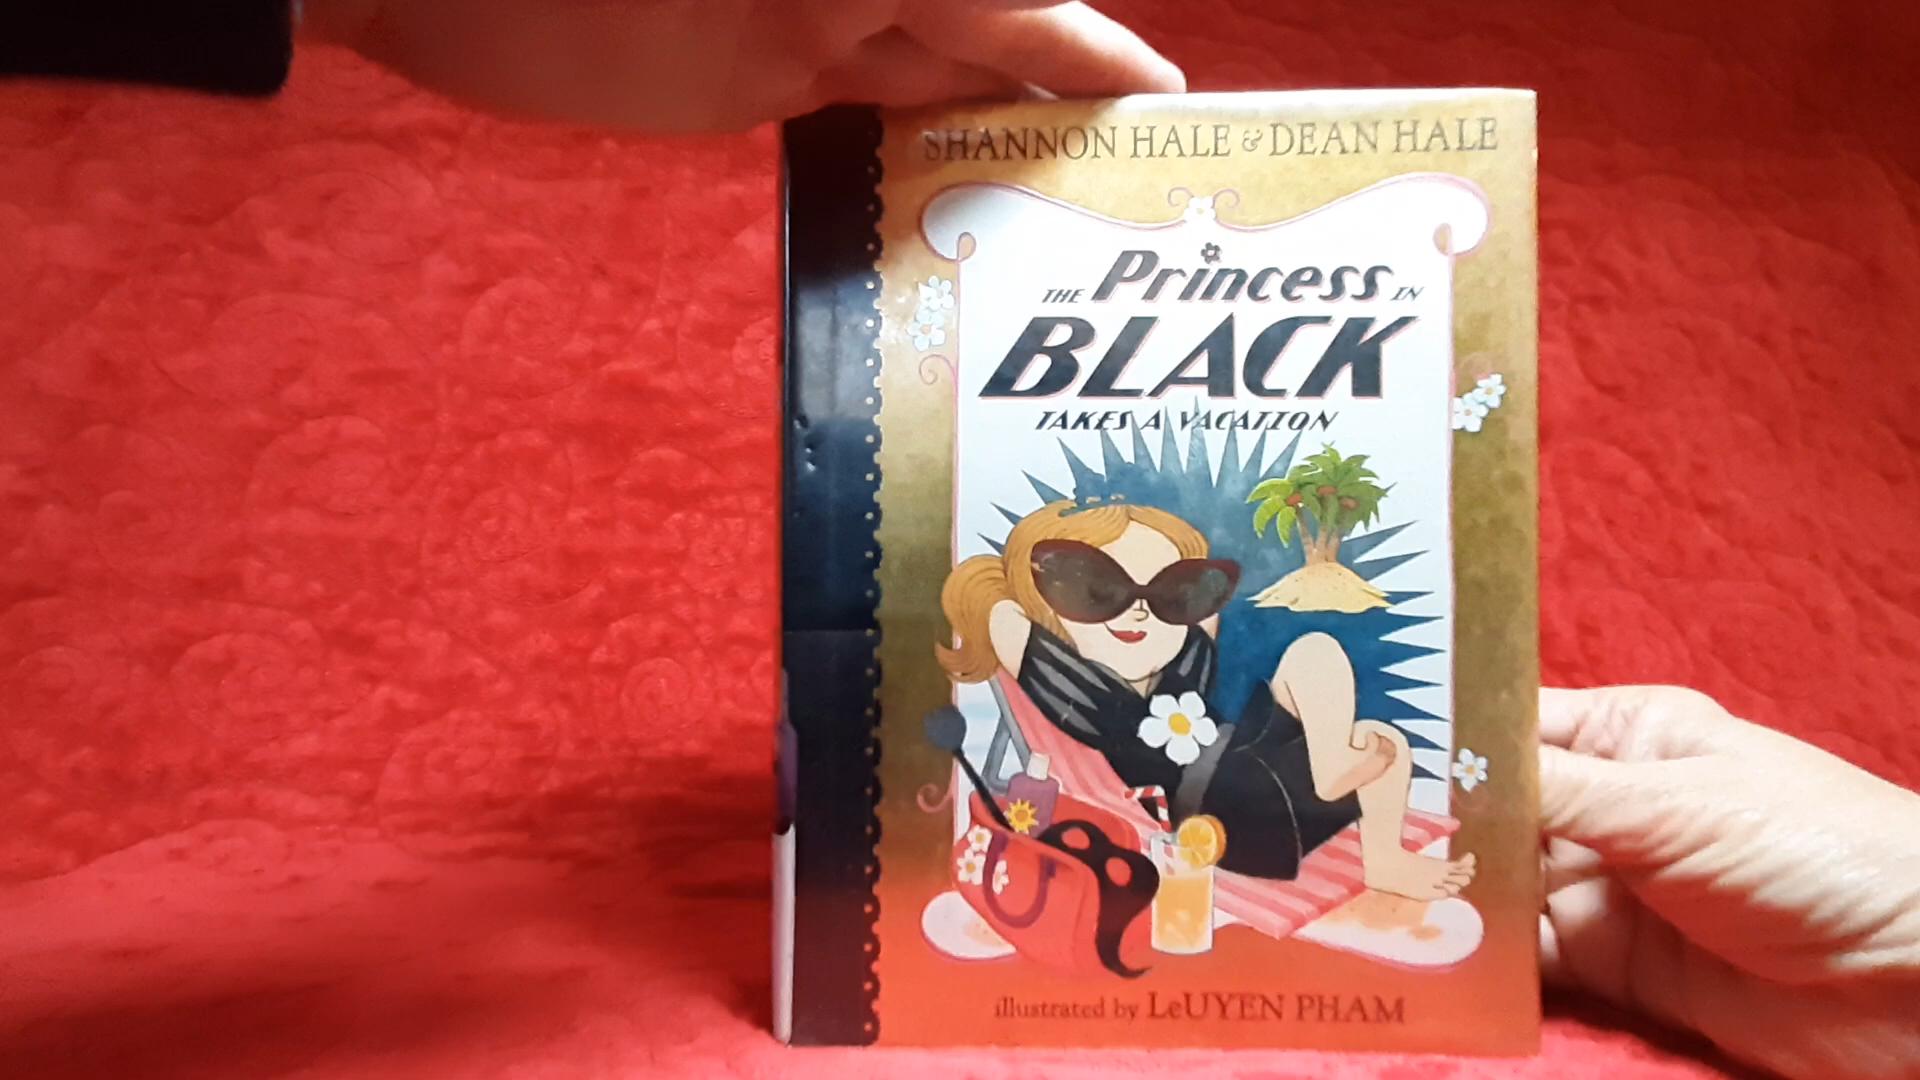 SHANNON HALE & DEAN HALE
THE Princess IN
BLACK
TAKES A VACATION
illustrated by LeUYEN PHAM